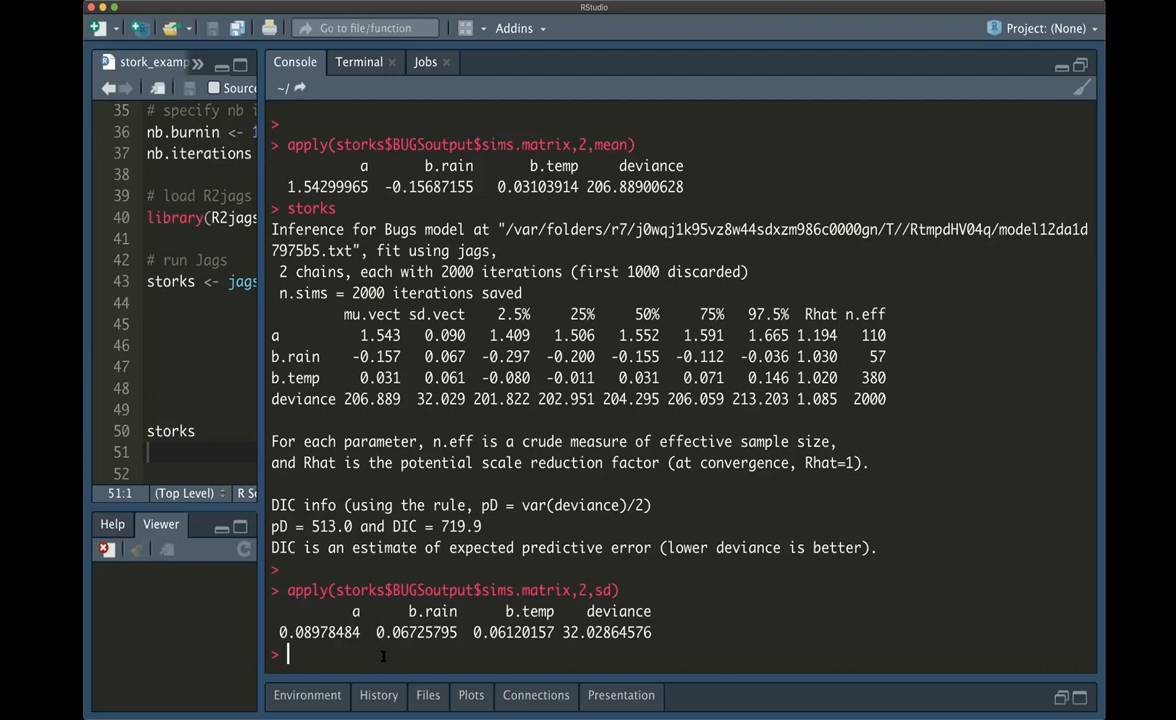 RStudio
Go to file/function
Addins
Project: (None)
stork_examp
Source
35 # specify nb i
36 nb.burnin <- 1
37 nb.iterations
38
39 # load R2jags
40 library(R2jags
41
42 # run Jags
43 storks <- jags
44
45
46
47
48
49
50 storks
51
52
51:1 (Top Level) R Sc
Help Viewer
Console Terminal Jobs
~/
>
> apply(storks$BUGSoutput$sims.matrix,2,mean)
a b.rain b.temp deviance
1.54299965 -0.15687155 0.03103914 206.88900628
> storks
Inference for Bugs model at "/var/folders/r7/j0wqj1k95vz8w44sdxzm986c0000gn/T//RtmpdHV04q/model12da1d
7975b5.txt", fit using jags,
2 chains, each with 2000 iterations (first 1000 discarded)
n.sims = 2000 iterations saved
mu.vect sd.vect 2.5% 25% 50% 75% 97.5% Rhat n.eff
a 1.543 0.090 1.409 1.506 1.552 1.591 1.665 1.194 110
b.rain -0.157 0.067 -0.297 -0.200 -0.155 -0.112 -0.036 1.030 57
b.temp 0.031 0.061 -0.080 -0.011 0.031 0.071 0.146 1.020 380
deviance 206.889 32.029 201.822 202.951 204.295 206.059 213.203 1.085 2000
For each parameter, n.eff is a crude measure of effective sample size,
and Rhat is the potential scale reduction factor (at convergence, Rhat=1).
DIC info (using the rule, pD = var(deviance)/2)
pD = 513.0 and DIC = 719.9
DIC is an estimate of expected predictive error (lower deviance is better).
>
> apply(storks$BUGSoutput$sims.matrix,2,sd)
a b.rain b.temp deviance
0.08978484 0.06725795 0.06120157 32.02864576
>
Environment History Files Plots Connections Presentation